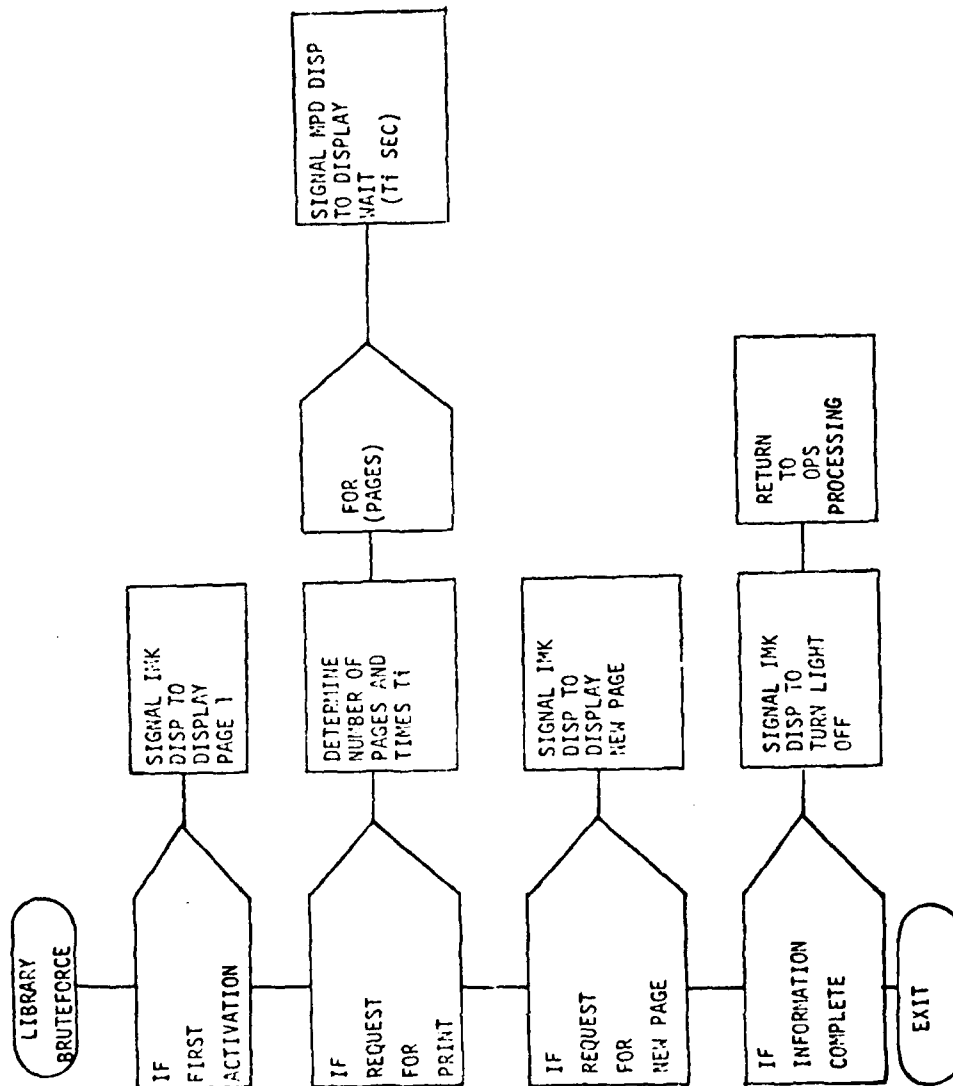 LIBRARY
BRUTEFORCE
IF
FIRST
ACTIVATION
SIGNAL IMK
DISP TO
DISPLAY
PAGE 1
IF
REQUEST
FOR
PRINT
DETERMINE
NUMBER OF
PAGES AND
TIMES Ti
FOR
(PAGES)
SIGNAL MPD DISP
TO DISPLAY
WAIT
(Ti SEC)
IF
REQUEST
FOR
NEW PAGE
SIGNAL IMK
DISP TO
DISPLAY
NEW PAGE
IF
INFORMATION
COMPLETE
SIGNAL IMK
DISP TO
TURN LIGHT
OFF
RETURN
TO
OPS
PROCESSING
EXIT